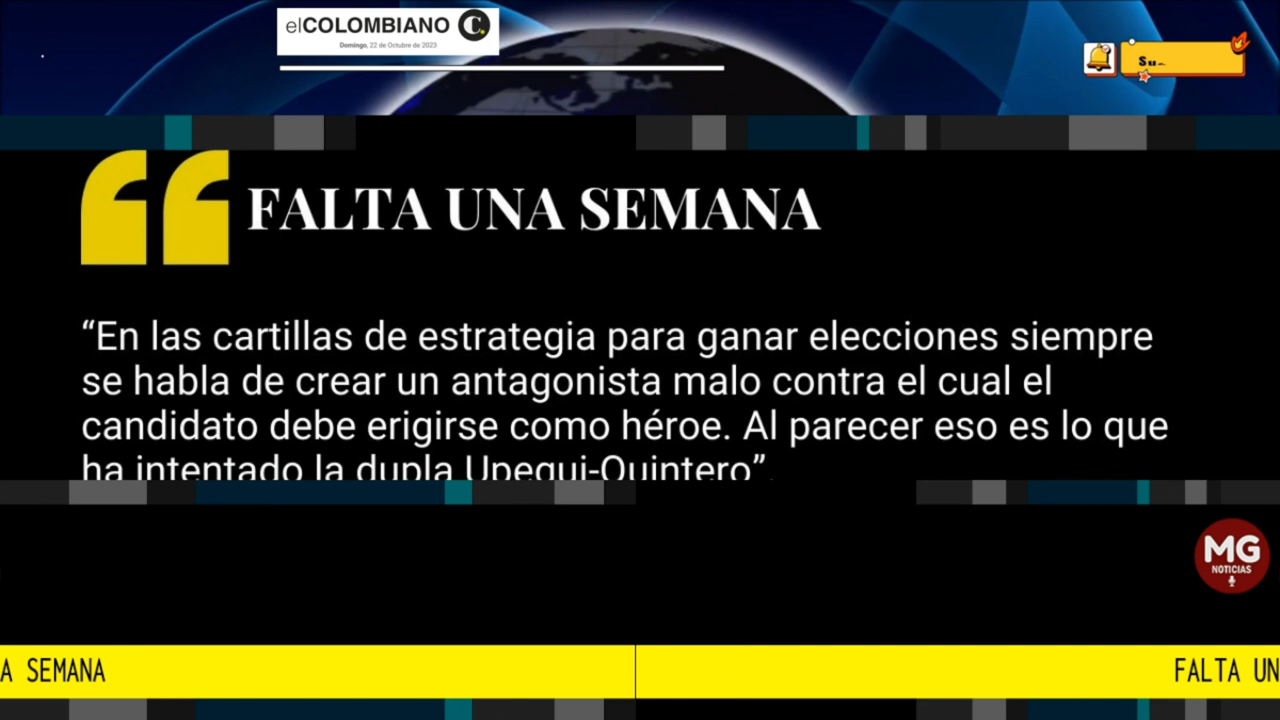 elCOLOMBIANO
Domingo, 22 de Octubre de 2023
FALTA UNA SEMANA
“En las cartillas de estrategia para ganar elecciones siempre
se habla de crear un antagonista malo contra el cual el
candidato debe erigirse como héroe. Al parecer eso es lo que
ha intentado la dupla Upegui-Quintero”.
MG
NOTICIAS
A SEMANA
FALTA UN